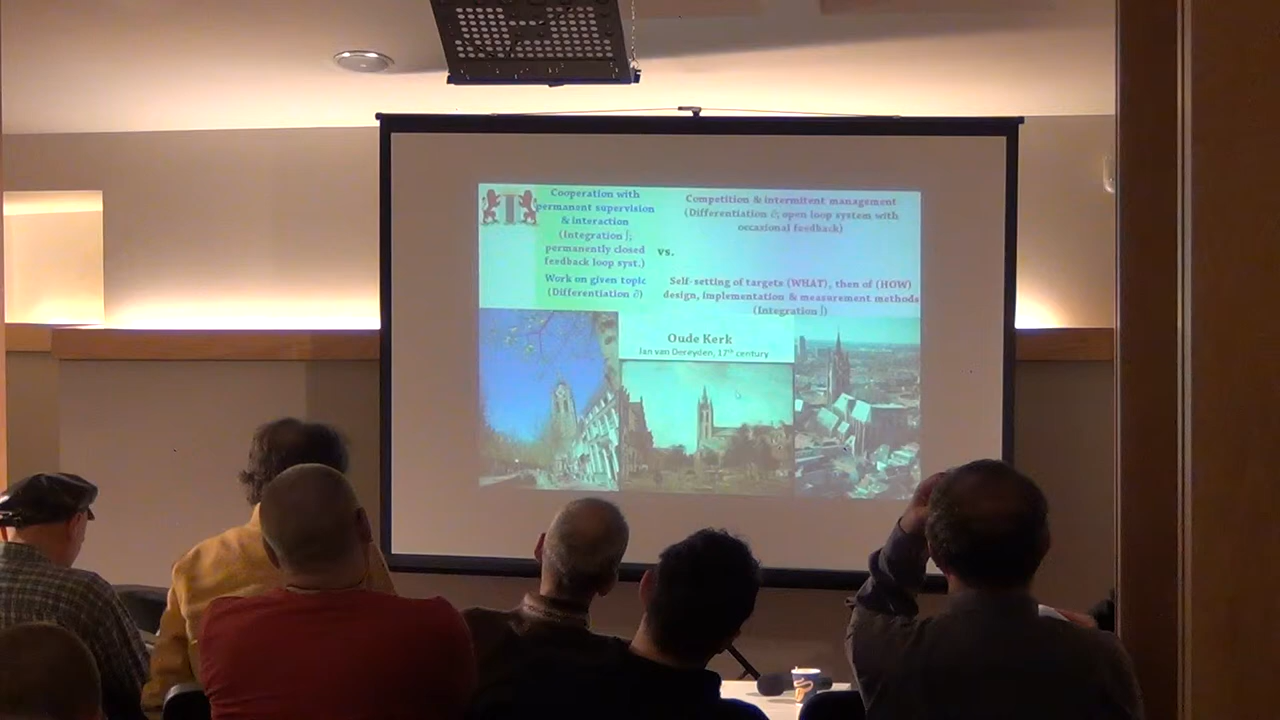 Cooperation with
permanent supervision
& interaction
(Integration ∫;
permanently closed
feedback loop syst.)
Work on given topic
(Differentiation ∂)
vs.
Competition & intermitent management
(Differentiation ∂; open loop system with
occasional feedback)
Self-setting of targets (WHAT), then of (HOW)
design, implementation & measurement methods
(Integration ∫)
Oude Kerk
Jan van Der 17th century